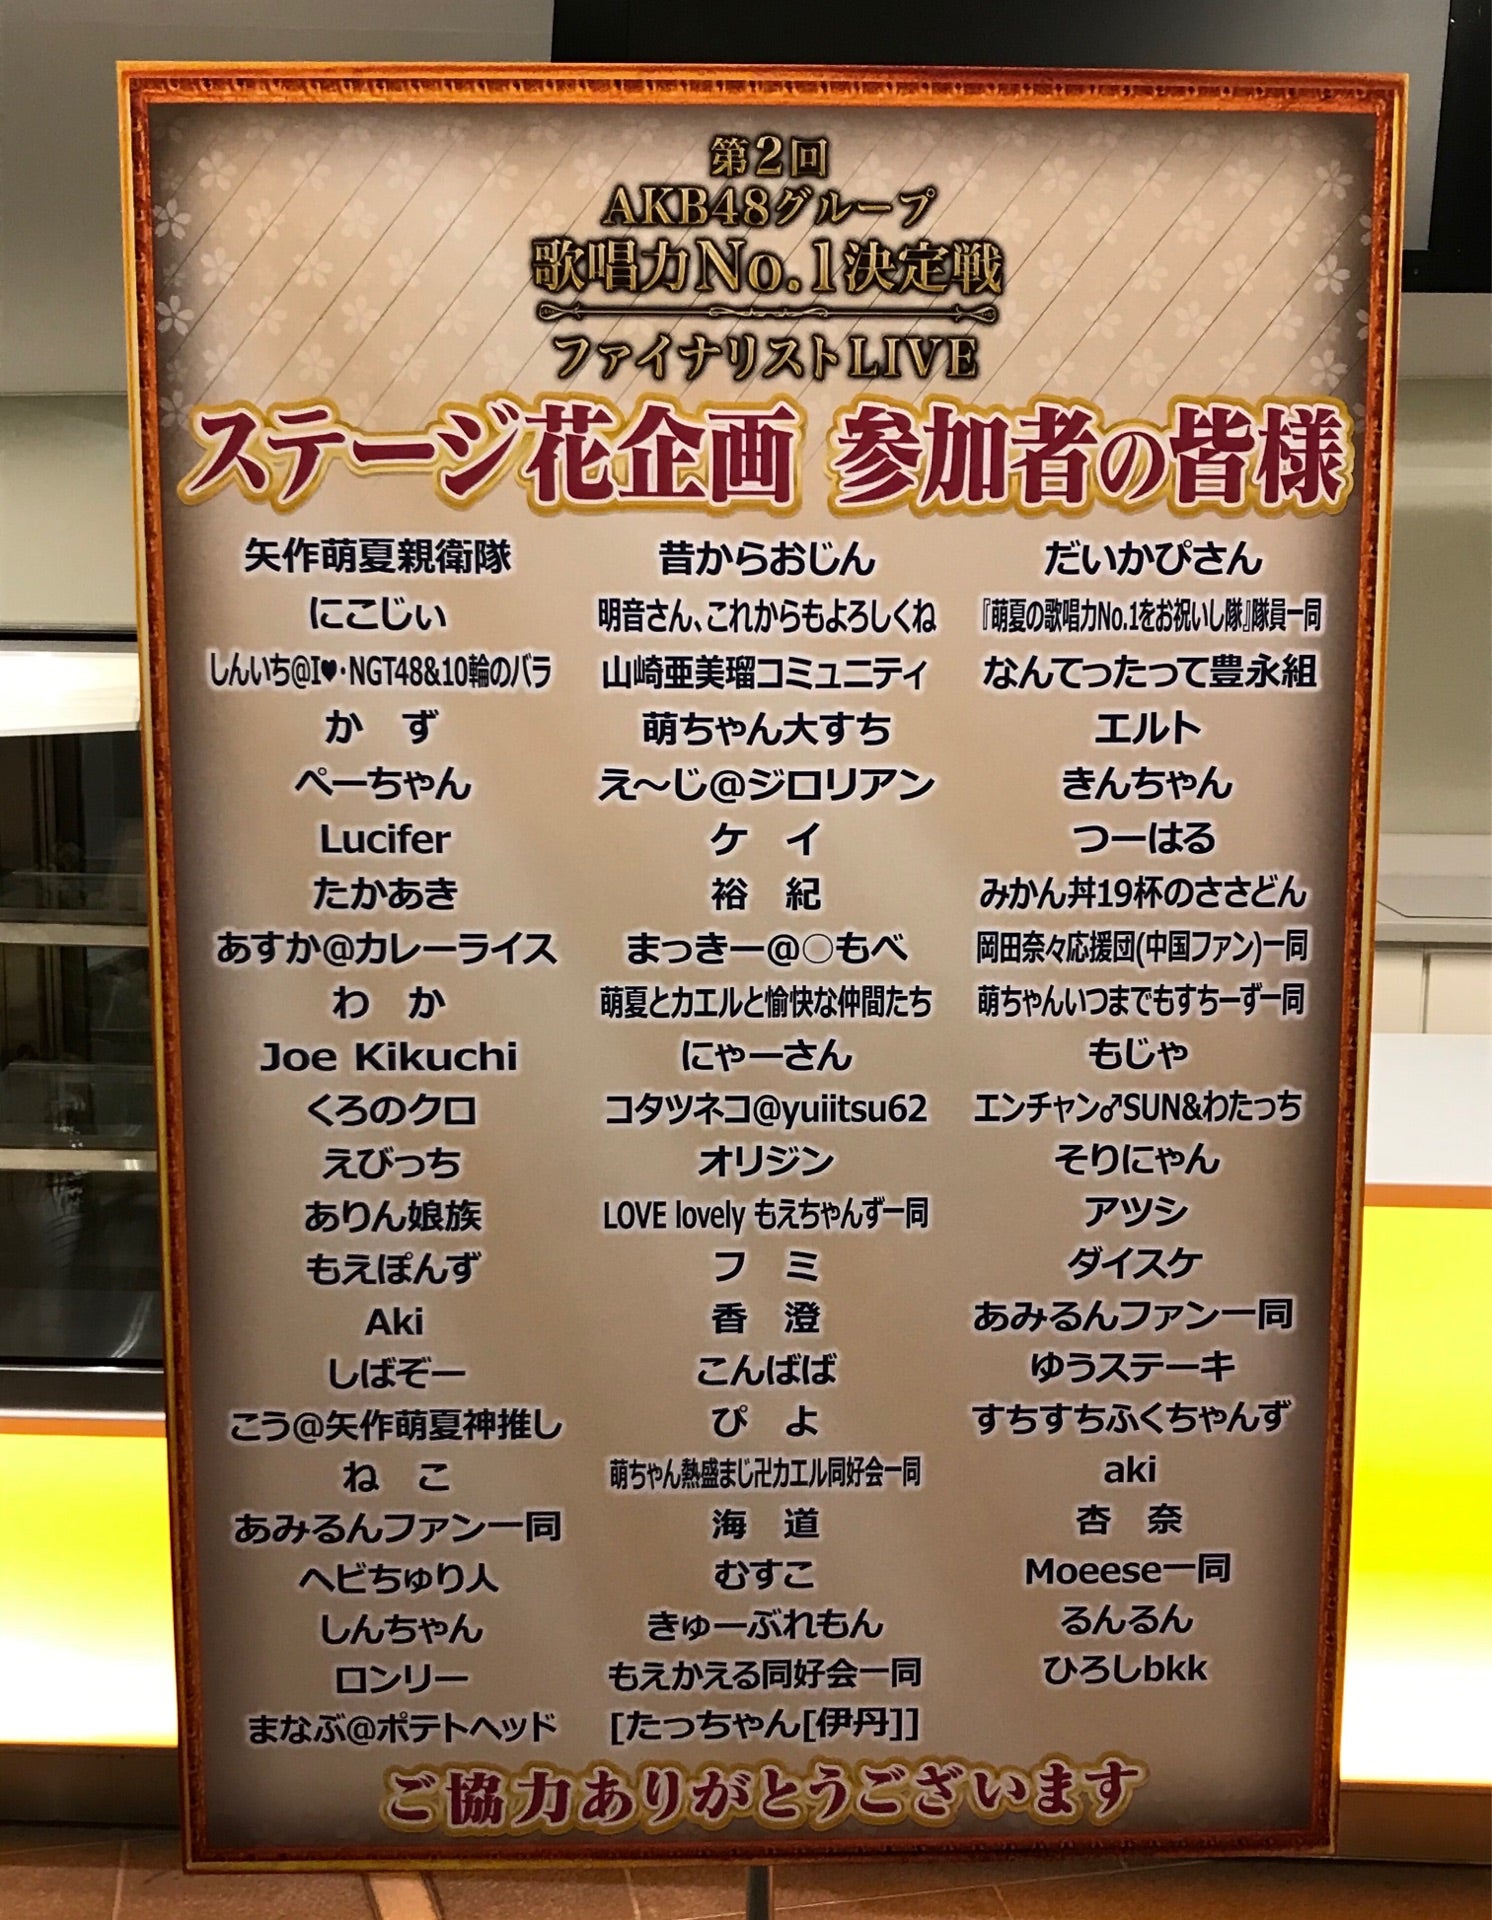 第2回
AKB48グループ
歌唱力No.1決定戦
ファイナリストLIVE
ステージ花企画 参加者の皆様
矢作萌夏親衛隊 昔からおじん だいかぴさん
にこじぃ 明音さん、これからもよろしくね 『萌夏の歌唱力No.1をお祝いし隊』隊員一同
しんいち@I♥・NGT48&10輪のバラ 山崎亜美瑠コミュニティ なんてったって豊永組
か ず 萌ちゃん大すち エルト
ぺーちゃん え〜じ@ジロリアン きんちゃん
Lucifer ケ イ つーはる
たかあき 裕 紀 みかん丼19杯のささどん
あすか@カレーライス まっきー@○もべ 岡田奈々応援団(中国ファン)一同
わ か 萌夏とカエルと愉快な仲間たち 萌ちゃんいつまでもすちーずー同
Joe Kikuchi にゃーさん もじゃ
くろのクロ コタツネコ@yuiitsu62 エンチャン♂SUN&わたっち
えびっち オリジン そりにゃん
ありん娘族 LOVE lovely もえちゃんずー同 アツシ
もえぽんず フ ミ ダイスケ
Aki 香 澄 あみるんファン一同
しばぞー こんばば ゆうステーキ
こう@矢作萌夏神推し ぴ よ すちすちふくちゃんず
ね こ 萌ちゃん熱盛まじ卍カエル同好会一同 aki
あみるんファン一同 海 道 杏 奈
ヘビちゅり人 むすこ Moeese一同
しんちゃん きゅーぶれもん るんるん
ロンリー もえかえる同好会一同 ひろしbkk
まなぶ@ポテトヘッド [たっちゃん[伊丹]]
ご協力ありがとうございます